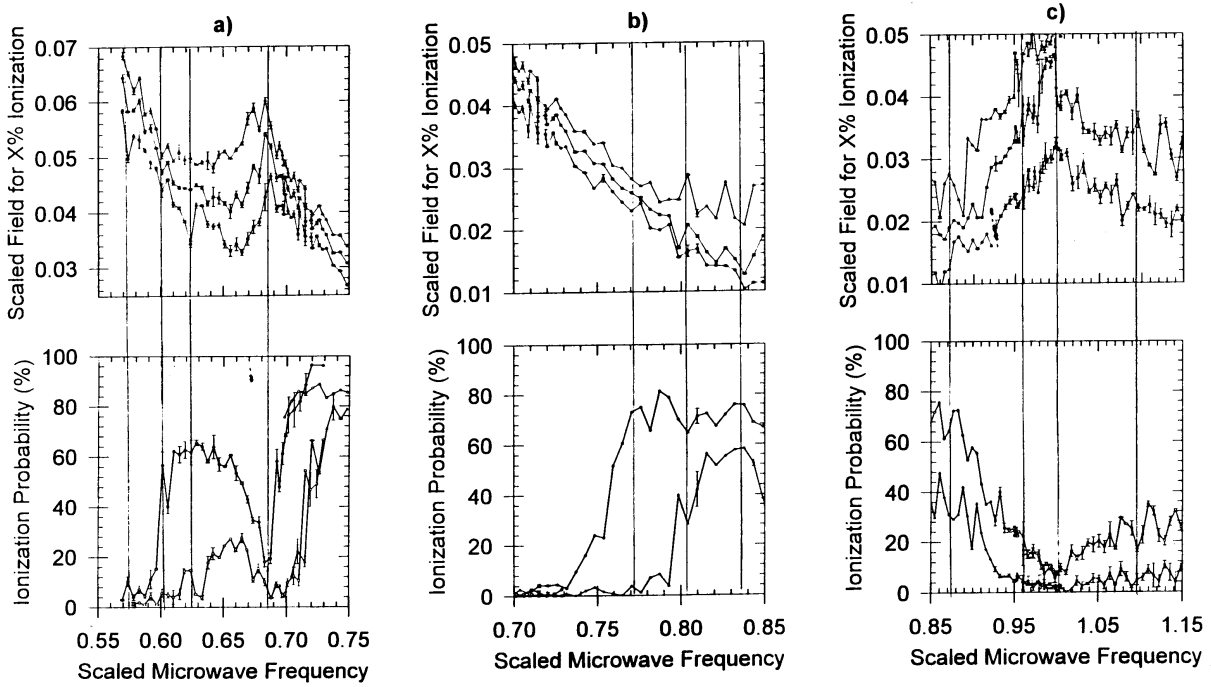 a)
Scaled Field for X% Ionization
0.07
0.06
0.05
0.04
0.03
Ionization Probability (%)
100
80
60
40
20
0
0.55 0.60 0.65 0.70 0.75
Scaled Microwave Frequency
b)
Scaled Field for X% Ionization
0.05
0.04
0.03
0.02
0.01
Ionization Probability (%)
100
80
60
40
20
0
0.70 0.75 0.80 0.85
Scaled Microwave Frequency
c)
Scaled Field for X% Ionization
0.05
0.04
0.03
0.02
0.01
Ionization Probability (%)
100
80
60
40
20
0
0.85 0.95 1.05 1.15
Scaled Microwave Frequency